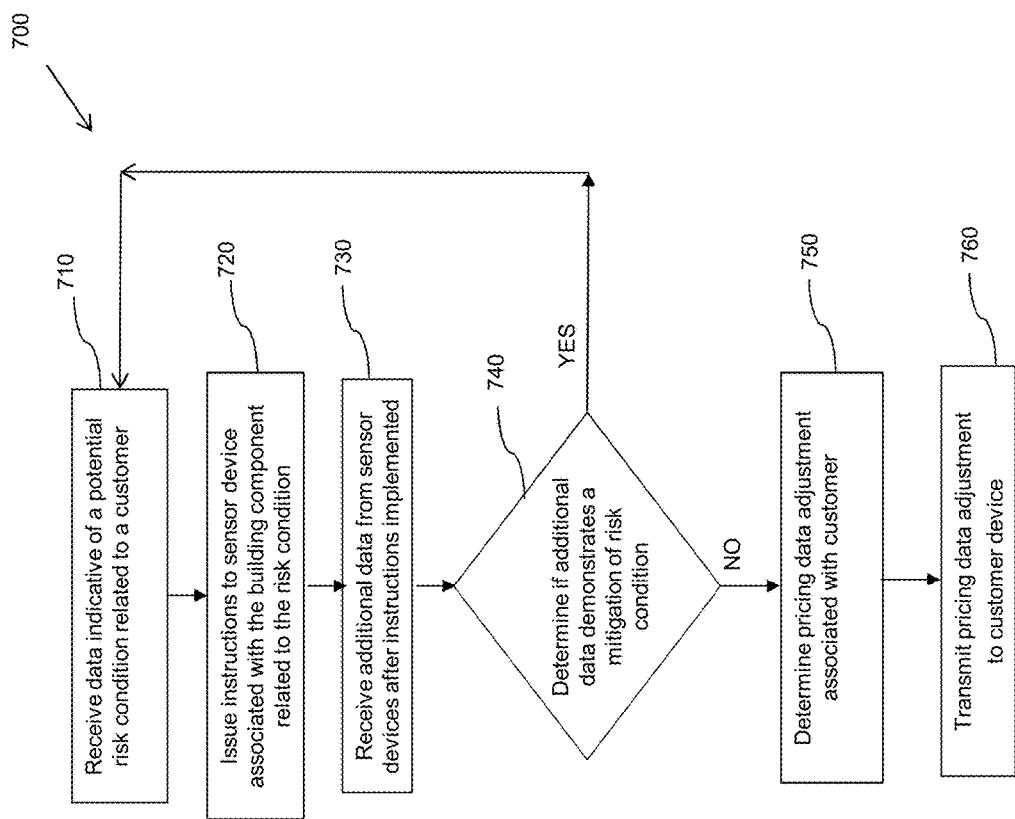 700
710
Receive data indicative of a potential
risk condition related to a customer
720
Issue instructions to sensor device
associated with the building component
related to the risk condition
730
Receive additional data from sensor
devices after instructions implemented
740
Determine if additional
data demonstrates a
mitigation of risk
condition
YES
NO
750
Determine pricing data adjustment
associated with customer
760
Transmit pricing data adjustment
to customer device